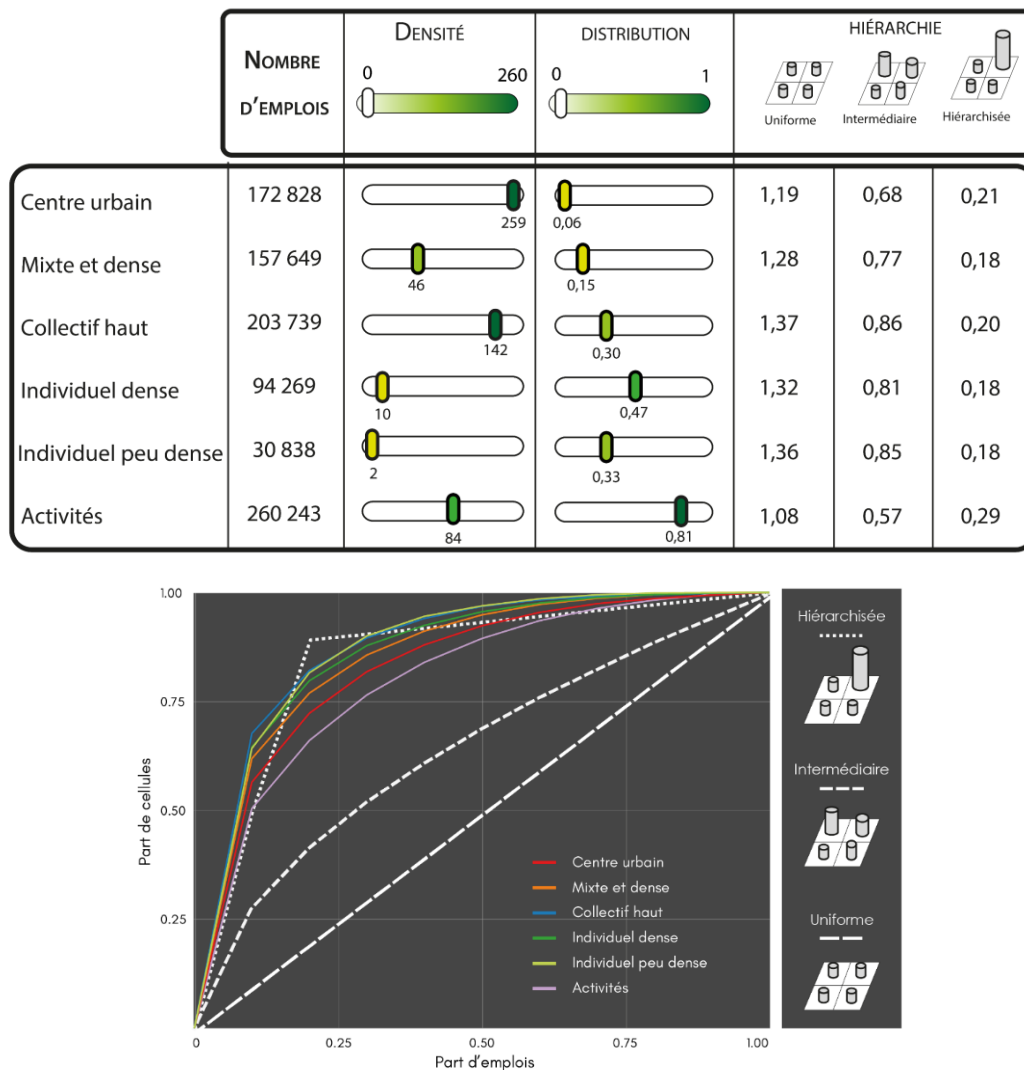 NOMBRE D'EMPLOIS
DENSITÉ
0 260
DISTRIBUTION
0 1
HIÉRARCHIE
Uniforme Intermédiaire Hiérarchisée
Centre urbain 172 828 259 0,06 1,19 0,68 0,21
Mixte et dense 157 649 46 0,15 1,28 0,77 0,18
Collectif haut 203 739 142 0,30 1,37 0,86 0,20
Individuel dense 94 269 10 0,47 1,32 0,81 0,18
Individuel peu dense 30 838 2 0,33 1,36 0,85 0,18
Activités 260 243 84 0,81 1,08 0,57 0,29
Part de cellules
1.00
0.75
0.50
0.25
0 0.25 0.50 0.75 1.00
Part d'emplois
Centre urbain
Mixte et dense
Collectif haut
Individuel dense
Individuel peu dense
Activités
Hiérarchisée
Intermédiaire
Uniforme